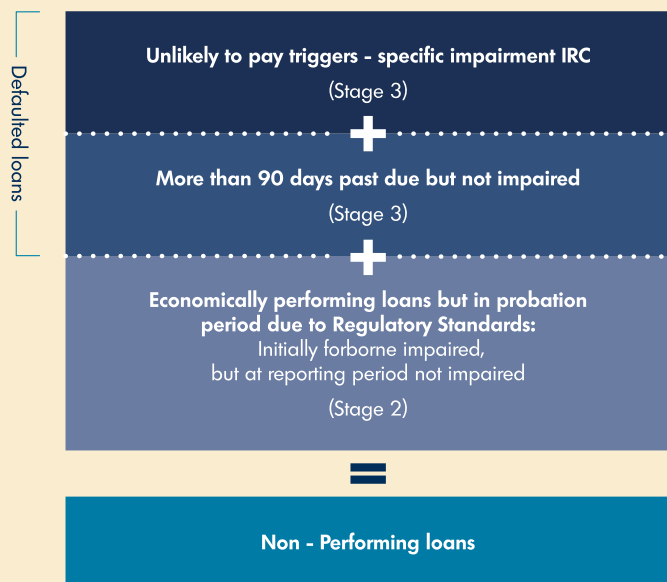 Defaulted loans
Unlikely to pay triggers - specific impairment IRC
(Stage 3)
+
More than 90 days past due but not impaired
(Stage 3)
+
Economically performing loans but in probation
period due to Regulatory Standards:
Initially forborne impaired,
but at reporting period not impaired
(Stage 2)
=
Non - Performing loans